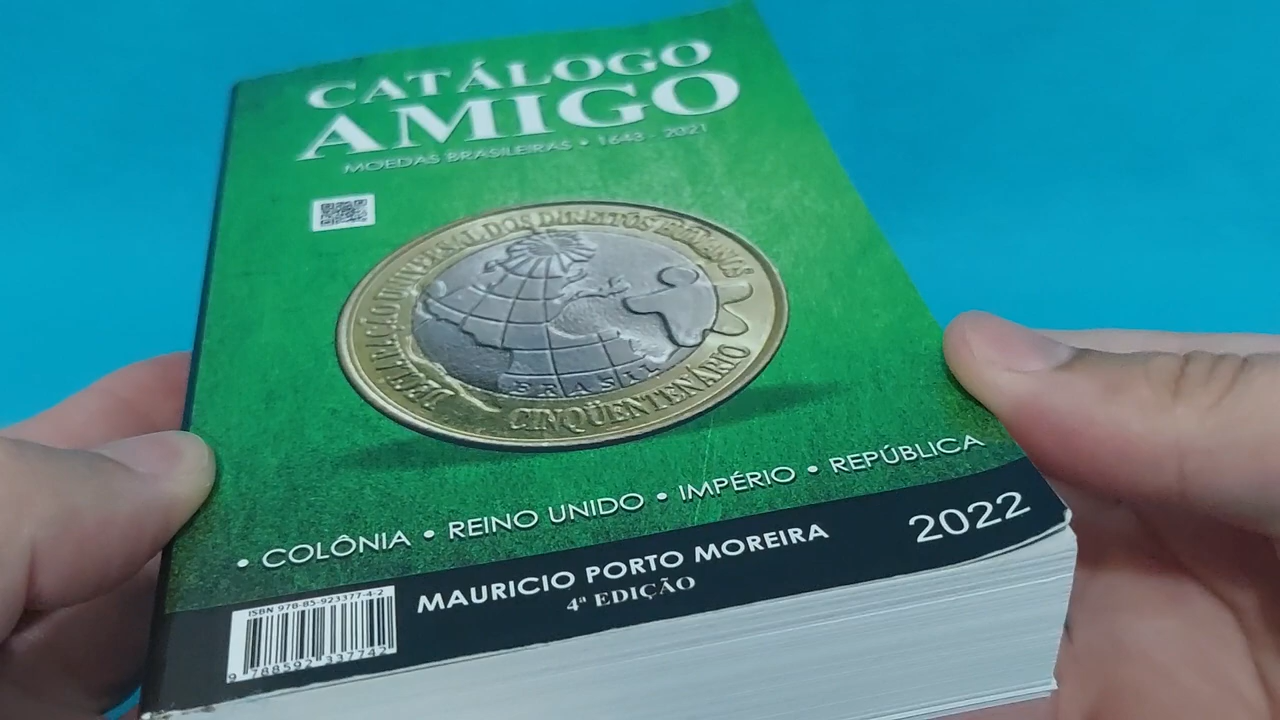 CATÁLOGO
AMIGO
MOEDAS BRASILEIRAS • 1643 - 2021
DECLARAÇÃO UNIVERSAL DOS DIREITOS HUMANOS
BRASIL
CINQÜENTENÁRIO
• COLÔNIA • REINO UNIDO • IMPÉRIO • REPÚBLICA
MAURICIO PORTO MOREIRA
2022
4ª EDIÇÃO
ISBN 978-85-923377-4-2
9 788592 337742